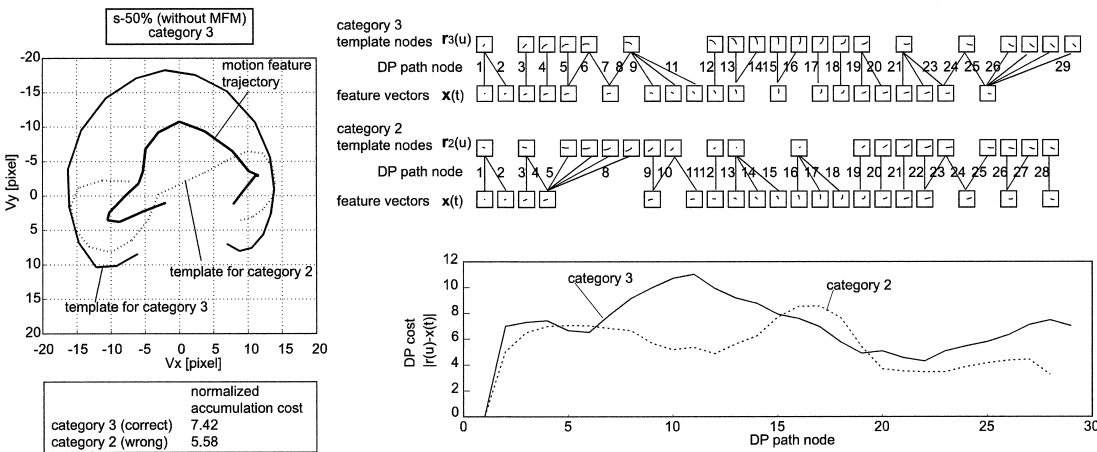 s-50% (without MFM)
category 3
-20
-15
-10
-5
0
5
10
15
20
Vy [pixel]
motion feature
trajectory
template for category 2
template for category 3
-20 -15 -10 -5 0 5 10 15 20
Vx [pixel]
normalized
accumulation cost
category 3 (correct) 7.42
category 2 (wrong) 5.58
category 3
template nodes r3(u)
DP path node 1 2 3 4 5 6 7 8 9 11 12 13 14 15 16 17 18 19 20 21 23 24 25 26 29
feature vectors x(t)
category 2
template nodes r2(u)
DP path node 1 2 3 4 5 8 9 10 11 12 13 14 15 16 17 18 19 20 21 22 23 24 25 26 27 28
feature vectors x(t)
12
10
8
6
4
2
0
DP cost
|r(u)-x(t)|
category 3
category 2
0 5 10 15 20 25 30
DP path node